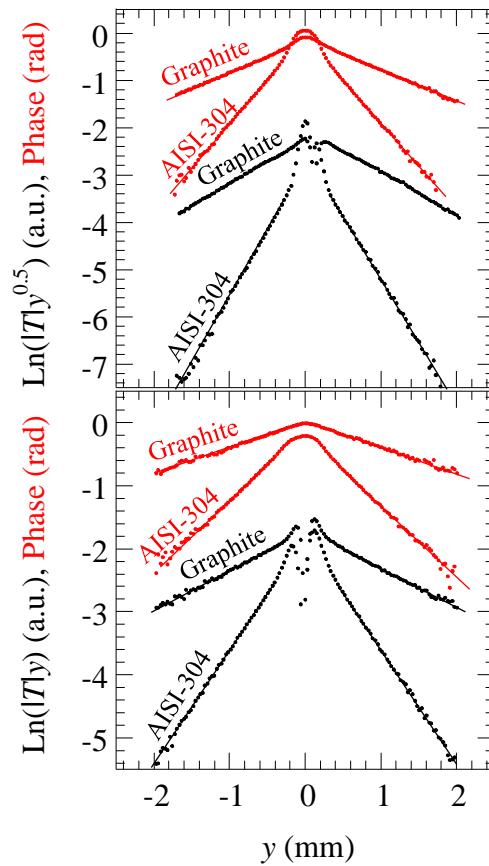 Ln(|T|y^0.5) (a.u.), Phase (rad)
0
-1
-2
-3
-4
-5
-6
-7
Graphite
AISI-304
Graphite
AISI-304
Ln(|T|y) (a.u.), Phase (rad)
0
-1
-2
-3
-4
-5
Graphite
AISI-304
Graphite
AISI-304
-2 -1 0 1 2
y (mm)